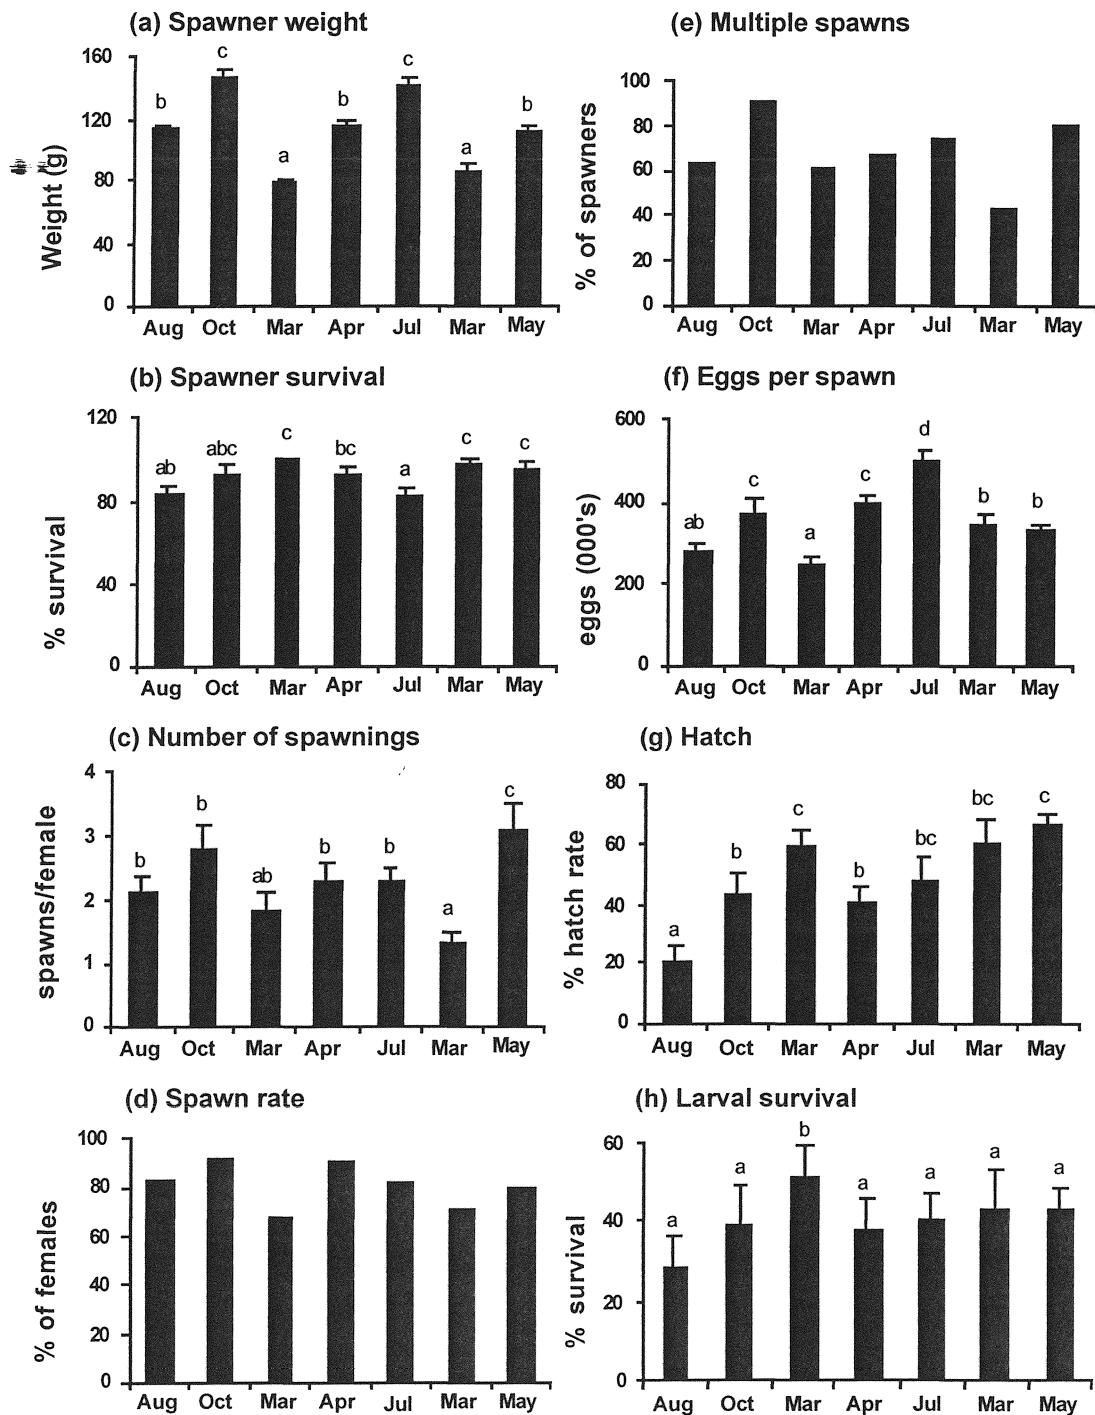 (a) Spawner weight
160
120
80
40
0
Weight (g)
b
c
a
b
c
a
b
Aug Oct Mar Apr Jul Mar May
(b) Spawner survival
120
80
40
0
% survival
ab
abc
c
bc
a
c
c
Aug Oct Mar Apr Jul Mar May
(c) Number of spawnings
4
3
2
1
0
spawns/female
b
b
ab
b
b
a
c
Aug Oct Mar Apr Jul Mar May
(d) Spawn rate
100
80
60
40
20
0
% of females
Aug Oct Mar Apr Jul Mar May
(e) Multiple spawns
100
80
60
40
20
0
% of spawners
Aug Oct Mar Apr Jul Mar May
(f) Eggs per spawn
600
400
200
0
eggs (000's)
ab
c
a
c
d
b
b
Aug Oct Mar Apr Jul Mar May
(g) Hatch
80
60
40
20
0
% hatch rate
a
b
c
b
bc
bc
c
Aug Oct Mar Apr Jul Mar May
(h) Larval survival
60
40
20
0
% survival
a
a
b
a
a
a
a
Aug Oct Mar Apr Jul Mar May